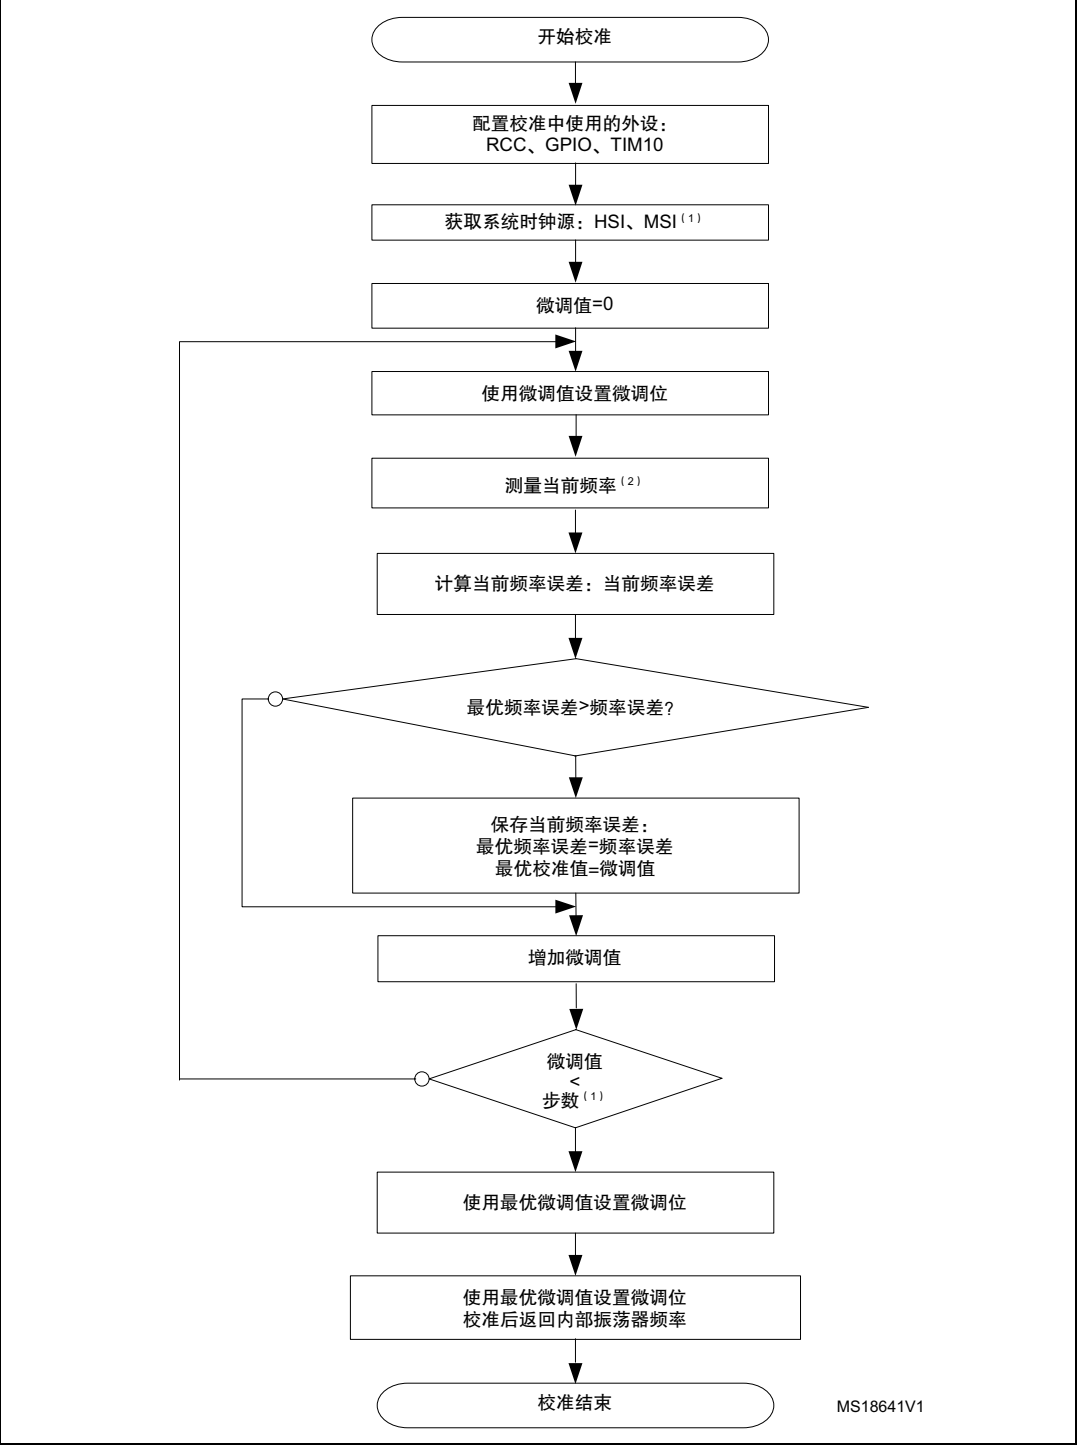 开始校准
配置校准中使用的外设：
RCC、GPIO、TIM10
获取系统时钟源：HSI、MSI(1)
微调值=0
使用微调值设置微调位
测量当前频率(2)
计算当前频率误差：当前频率误差
最优频率误差>频率误差？
保存当前频率误差：
最优频率误差=频率误差
最优校准值=微调值
增加微调值
微调值
<
步数(1)
使用最优微调值设置微调位
使用最优微调值设置微调位
校准后返回内部振荡器频率
校准结束
MS18641V1